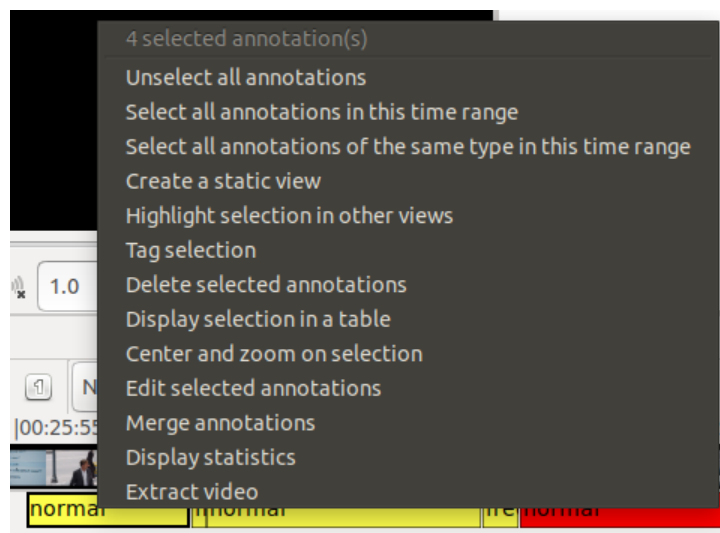 4 selected annotation(s)
Unselect all annotations
Select all annotations in this time range
Select all annotations of the same type in this time range
Create a static view
Highlight selection in other views
Tag selection
Delete selected annotations
Display selection in a table
Center and zoom on selection
Edit selected annotations
Merge annotations
Display statistics
Extract video
1.0
1
N
|00:25:55
normal
normal
normal